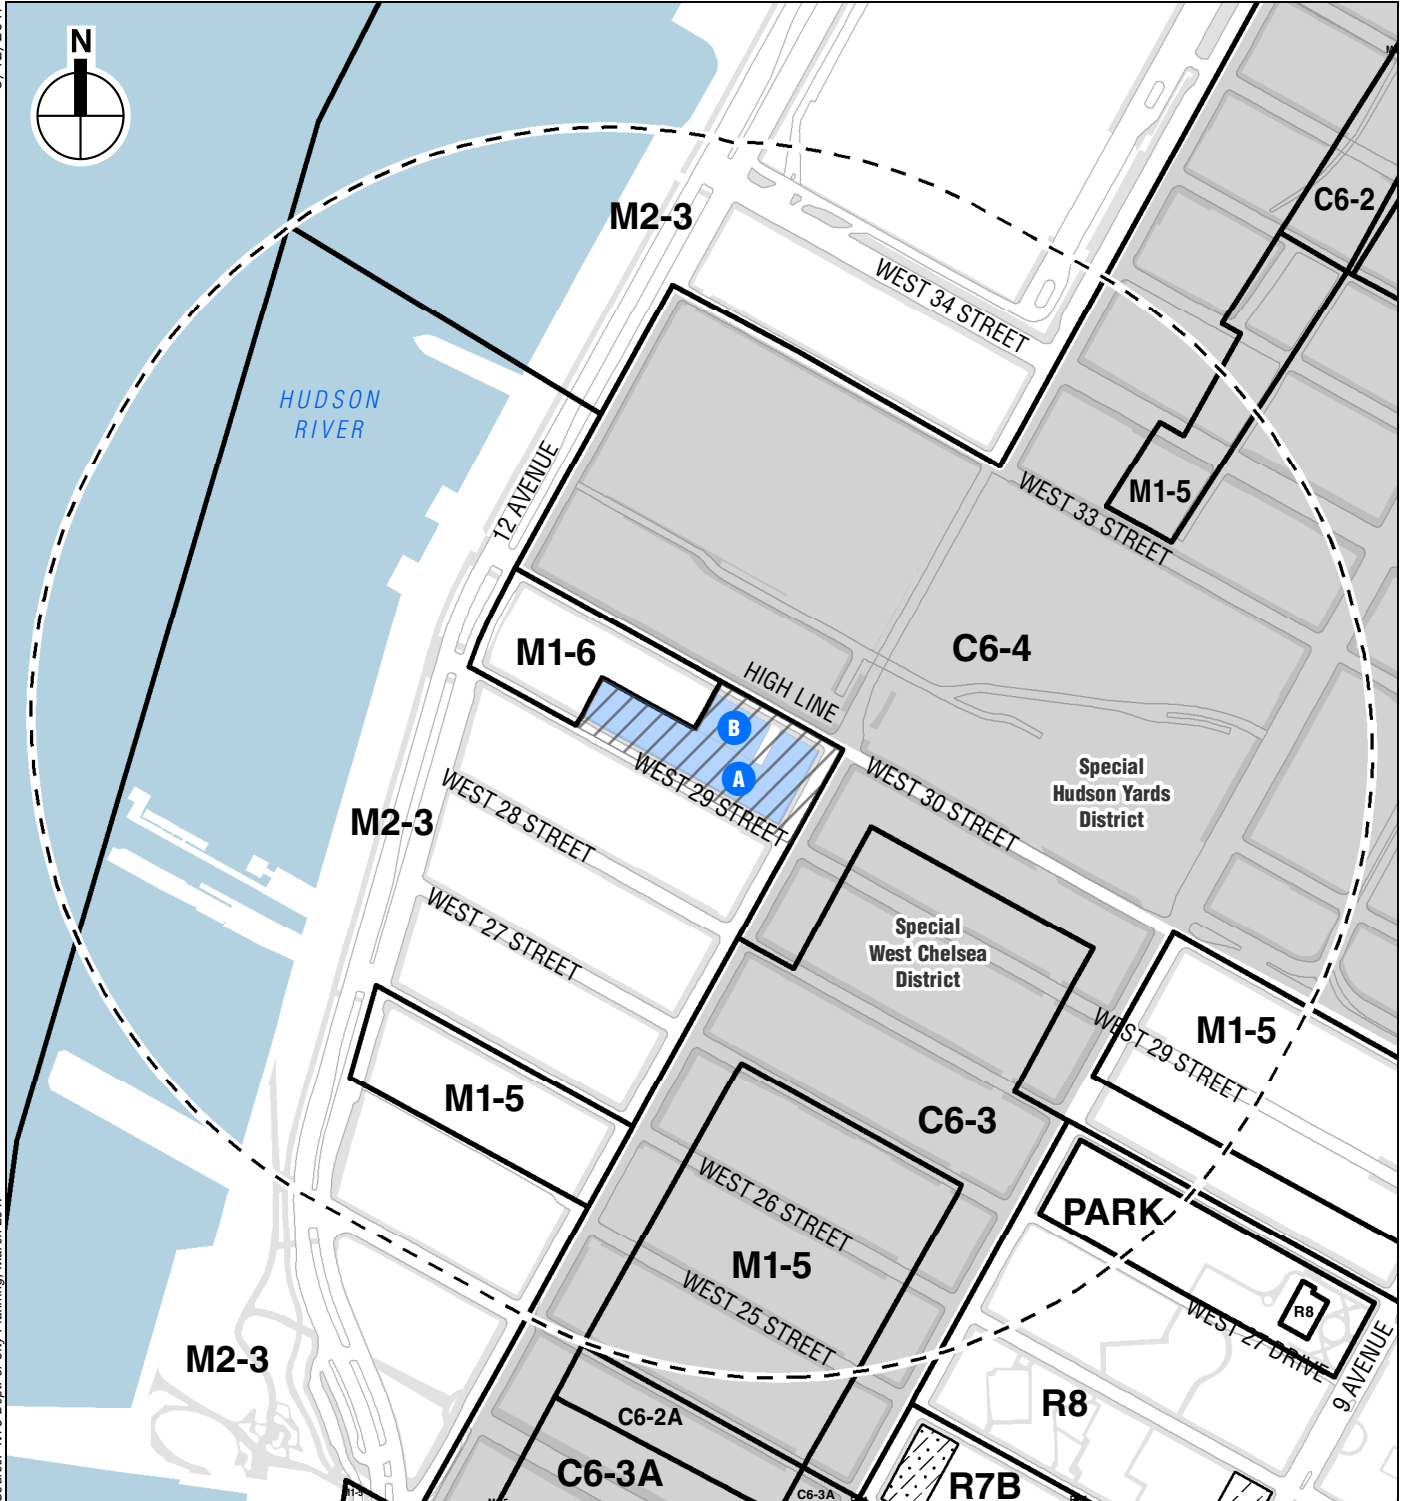 N
M2-3
C6-2
WEST 34 STREET
HUDSON
RIVER
12 AVENUE
M1-5
WEST 33 STREET
M1-6
C6-4
HIGH LINE
B
A
WEST 29 STREET
WEST 30 STREET
Special
Hudson Yards
District
M2-3
WEST 28 STREET
WEST 27 STREET
Special
West Chelsea
District
M1-5
WEST 29 STREET
M1-5
C6-3
WEST 26 STREET
PARK
M1-5
WEST 25 STREET
R8
WEST 27 DRIVE
9 AVENUE
M2-3
R8
C6-2A
C6-3A
C6-3A
R7B
M1-5